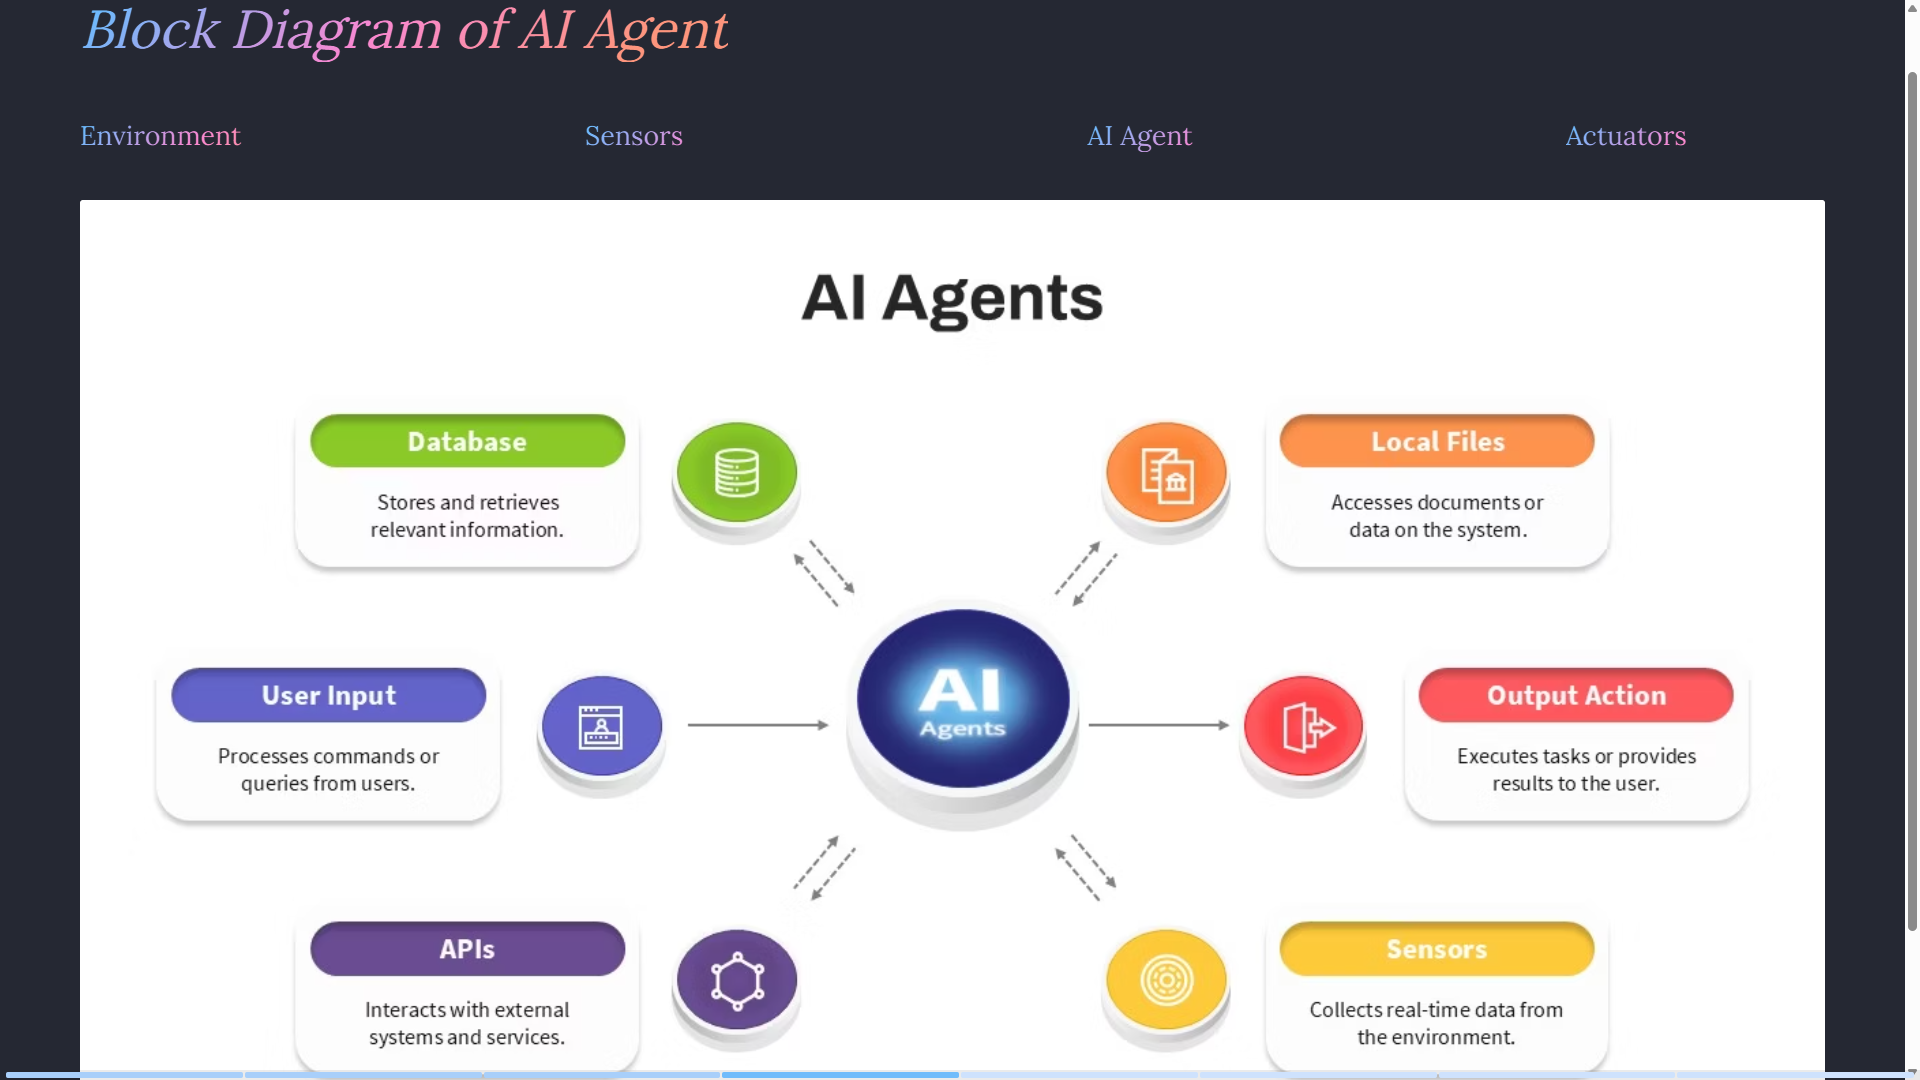 Block Diagram of AI Agent
Environment
Sensors
AI Agent
Actuators
AI Agents
Database
Stores and retrieves
relevant information.
Local Files
Accesses documents or
data on the system.
User Input
Processes commands or
queries from users.
AI
Agents
Output Action
Executes tasks or provides
results to the user.
APIs
Interacts with external
systems and services.
Sensors
Collects real-time data from
the environment.